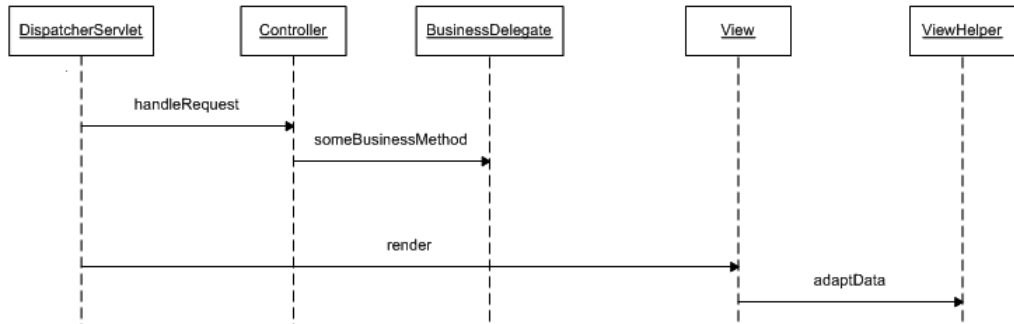 DispatcherServlet
Controller
BusinessDelegate
View
ViewHelper
handleRequest
someBusinessMethod
render
adaptData